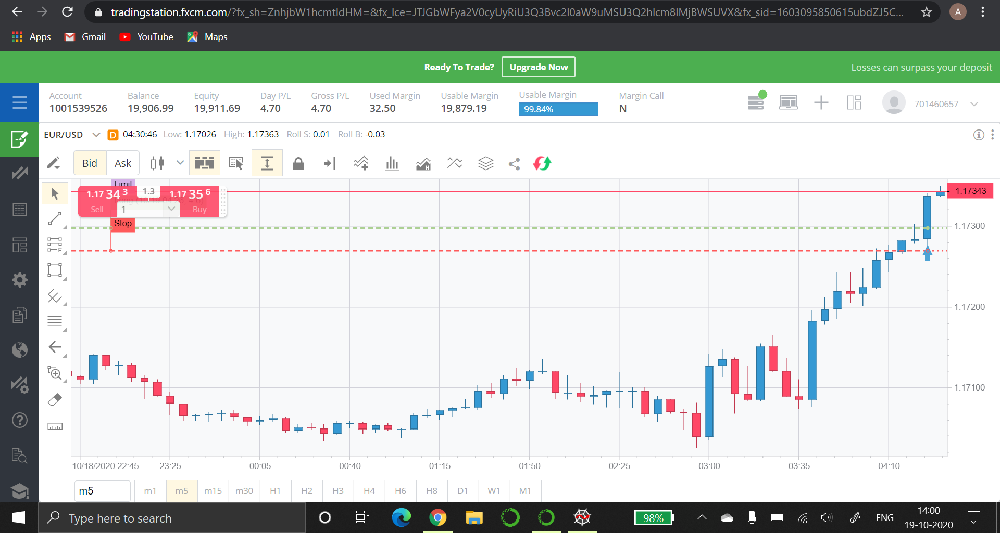 tradingstation.fxcm.com/?fx_sh=ZnhjbW1hcmtldHM=&fx_lce=JTJGbWFya2V0cyUyRiU3Q3Bvc2l0aW9uMSU3Q2hlcm8lMjBWSUVX&fx_sid=1603095850615ubdZJ5C...
A
Apps Gmail YouTube Maps
Ready To Trade? Upgrade Now Losses can surpass your deposit
Account Balance Equity Day P/L Gross P/L Used Margin Usable Margin Usable Margin Margin Call
1001539526 19,906.99 19,911.69 4.70 4.70 32.50 19,879.19 99.84% N 701460657
EUR/USD D 04:30:46 Low: 1.17026 High: 1.17363 Roll S: 0.01 Roll B: -0.03
Bid Ask
Limit
1.17 34 3 1.3 1.17 35 6
Sell 1 Buy
Stop
F
H
1.17343
1.17300
1.17200
1.17100
10/18/2020 22:45 23:25 00:05 00:40 01:15 01:50 02:25 03:00 03:35 04:10
m5 m1 m5 m15 m30 H1 H2 H3 H4 H6 H8 D1 W1 M1
Type here to search
98%
ENG
14:00
19-10-2020